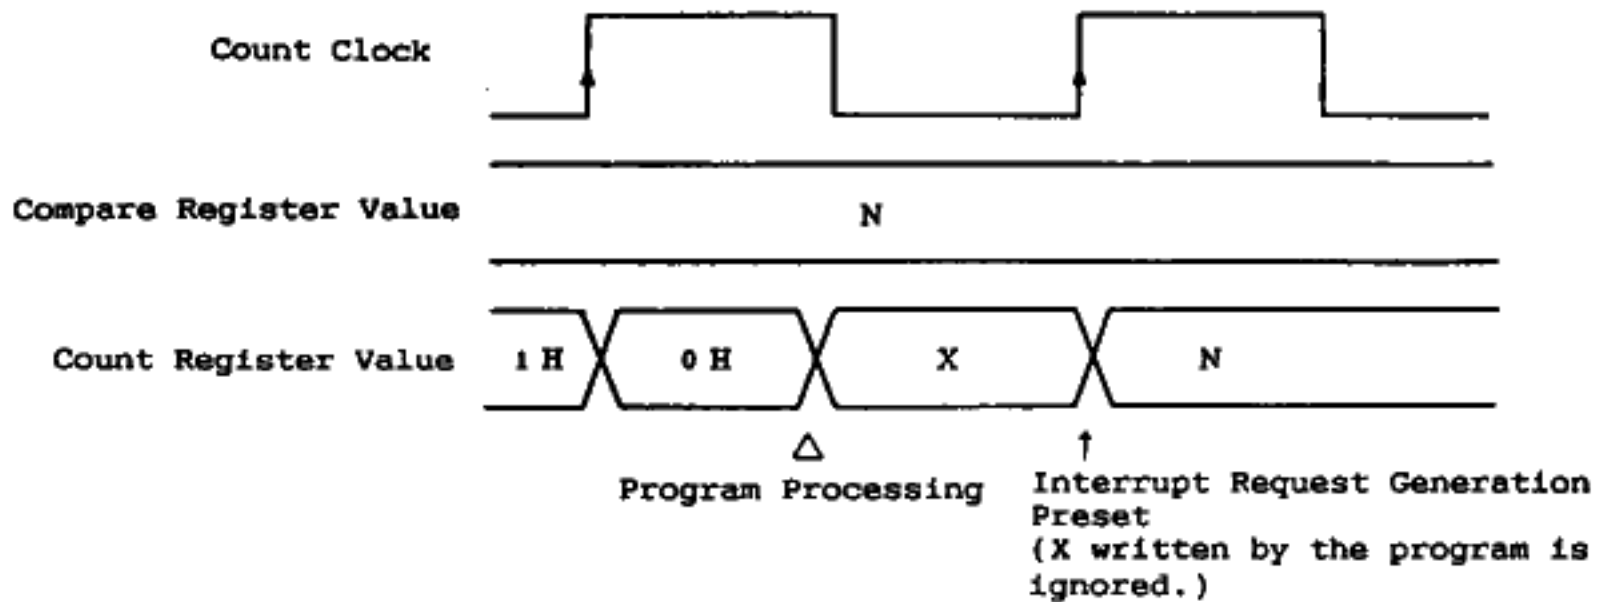 Count Clock
Compare Register Value
N
Count Register Value
1 H
0 H
X
N
△
↑
Program Processing
Interrupt Request Generation
Preset
(X written by the program is
ignored.)